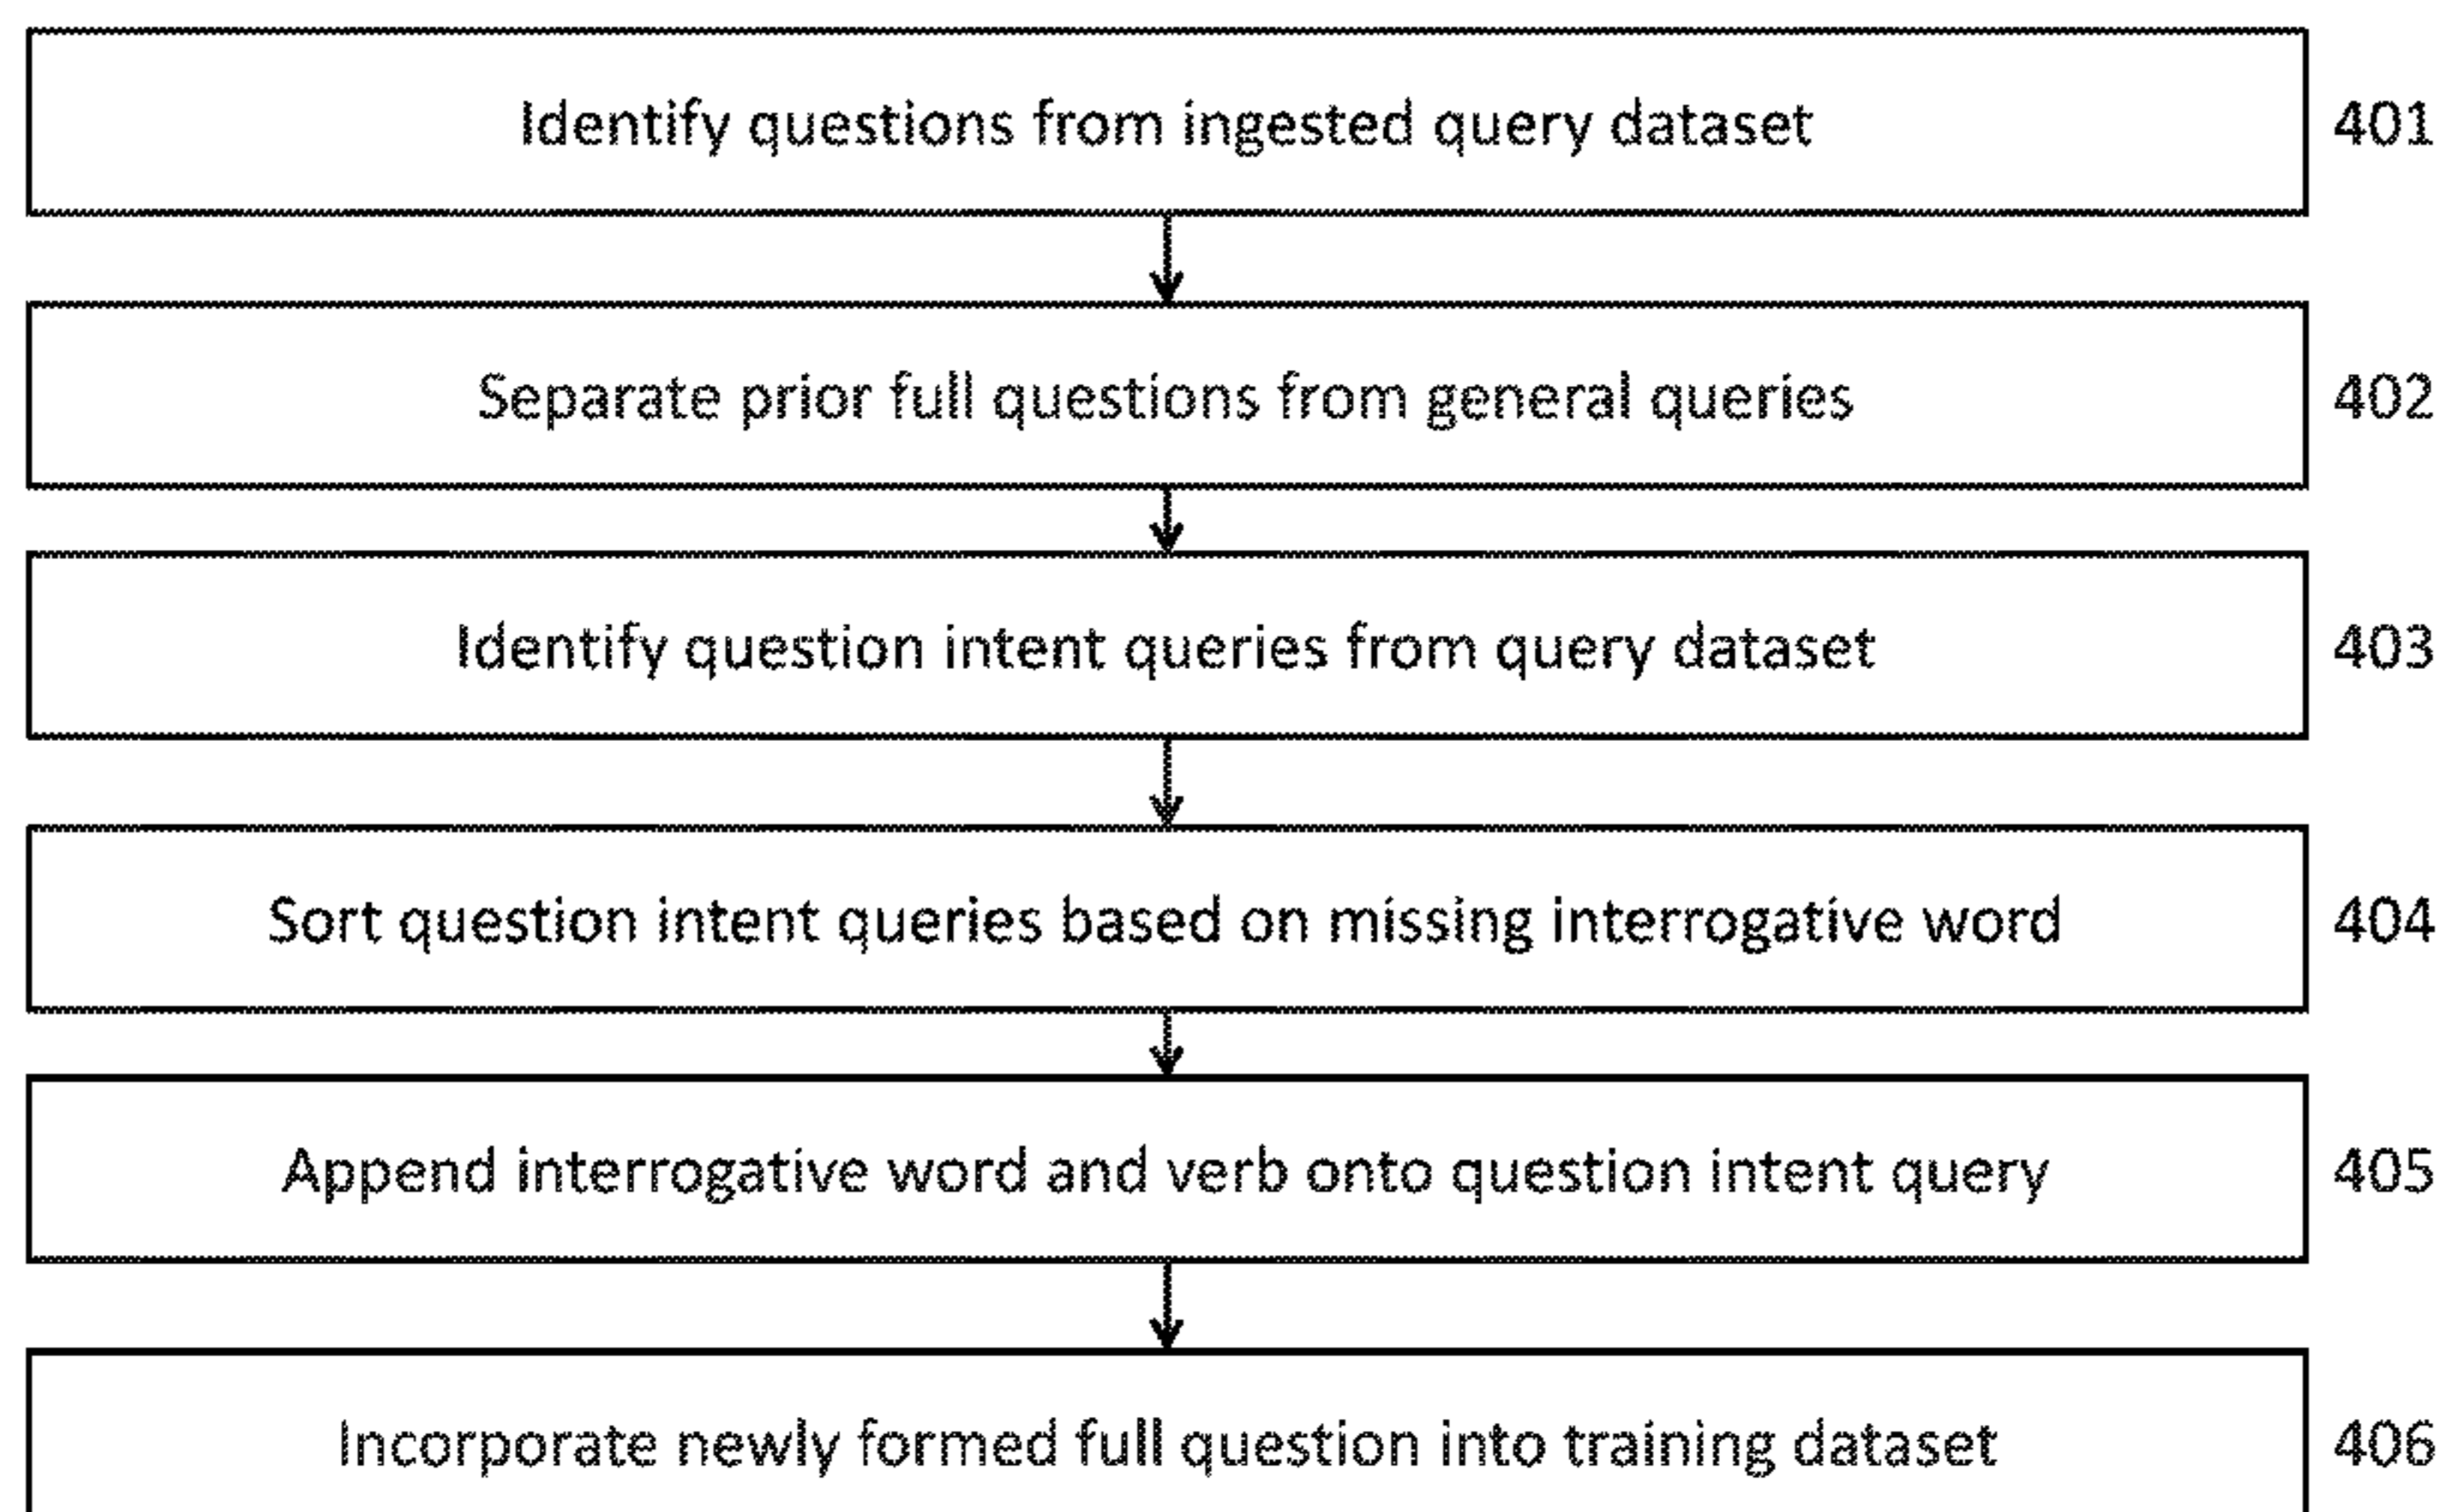 Identify questions from ingested query dataset 401
Separate prior full questions from general queries 402
Identify question intent queries from query dataset 403
Sort question intent queries based on missing interrogative word 404
Append interrogative word and verb onto question intent query 405
Incorporate newly formed full question into training dataset 406